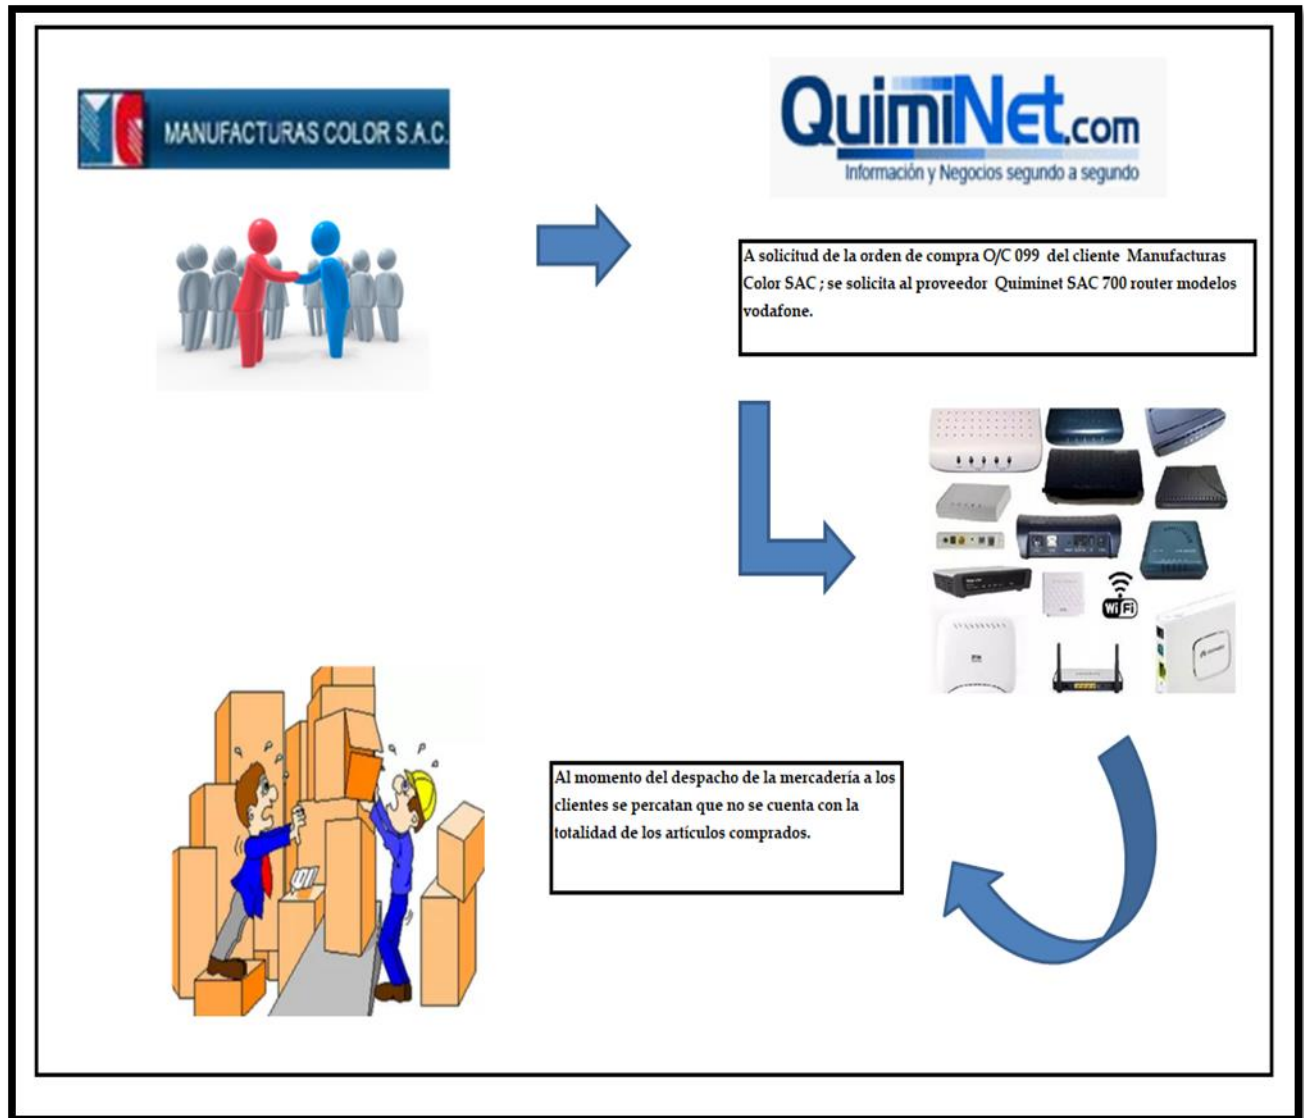 MANUFACTURAS COLOR S.A.C.
QuimiNet.com
Información y Negocios segundo a segundo
A solicitud de la orden de compra O/C 099 del cliente Manufacturas
Color SAC ; se solicita al proveedor Quiminet SAC 700 router modelos
vodafone.
Wi Fi
Al momento del despacho de la mercadería a los
clientes se percatan que no se cuenta con la
totalidad de los artículos comprados.